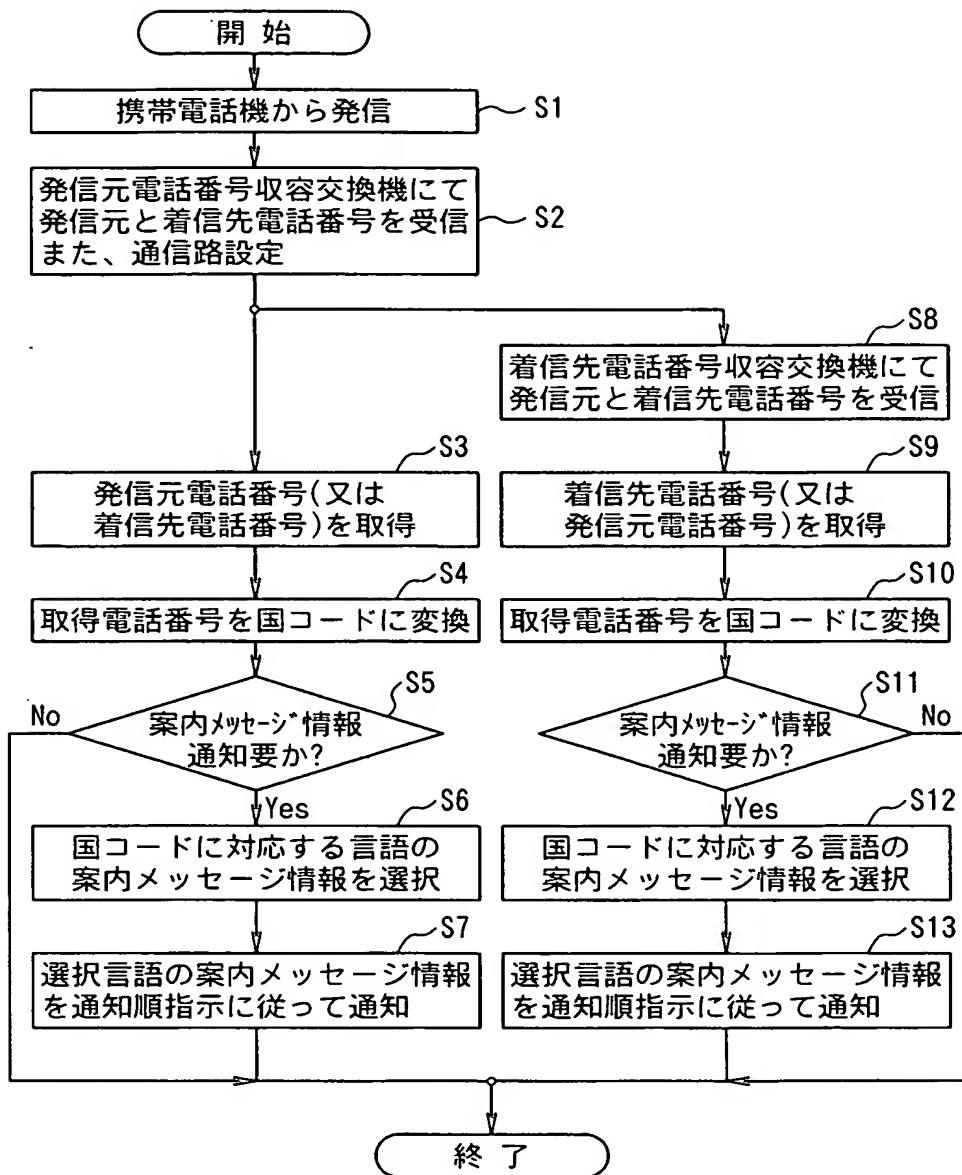 開始
携帯電話機から発信
S1
発信元電話番号収容交換機にて
発信元と着信先電話番号を受信
また、通信路設定
S2
S8
着信先電話番号収容交換機にて
発信元と着信先電話番号を受信
S3
発信元電話番号(又は
着信先電話番号)を取得
S9
着信先電話番号(又は
発信元電話番号)を取得
S4
取得電話番号を国コードに変換
S10
取得電話番号を国コードに変換
S5
No
案内メッセージ情報
通知要か?
Yes
S11
No
案内メッセージ情報
通知要か?
Yes
S6
国コードに対応する言語の
案内メッセージ情報を選択
S12
国コードに対応する言語の
案内メッセージ情報を選択
S7
選択言語の案内メッセージ情報
を通知順指示に従って通知
S13
選択言語の案内メッセージ情報
を通知順指示に従って通知
終了